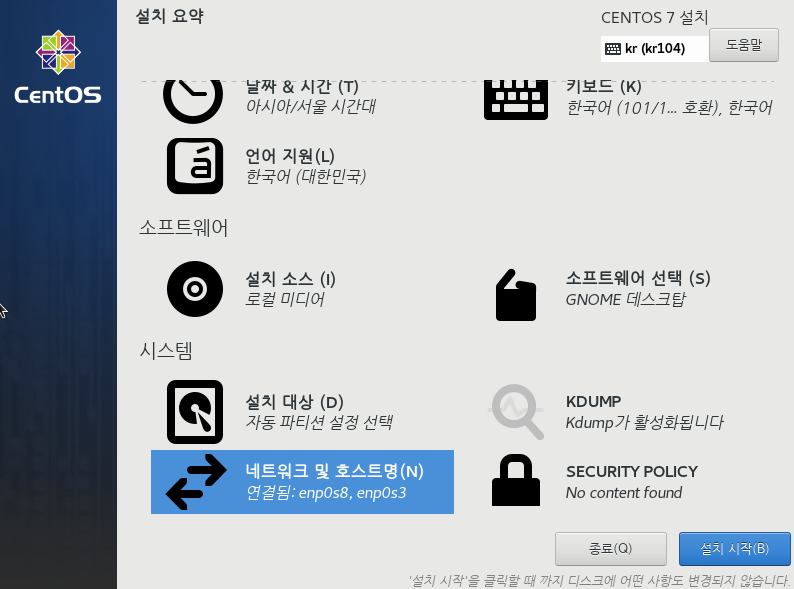 설치 요약
CENTOS 7 설치
kr (kr104)
도움말
CentOS
날짜 & 시간 (T)
아시아/서울 시간대
키보드 (K)
한국어 (101/1... 호환), 한국어
언어 지원(L)
한국어 (대한민국)
소프트웨어
설치 소스 (I)
로컬 미디어
소프트웨어 선택 (S)
GNOME 데스크탑
시스템
설치 대상 (D)
자동 파티션 설정 선택
KDUMP
Kdump가 활성화됩니다
네트워크 및 호스트명(N)
연결됨: enp0s8, enp0s3
SECURITY POLICY
No content found
종료(Q)
설치 시작(B)
'설치 시작'을 클릭할 때 까지 디스크에 어떤 사항도 변경되지 않습니다.